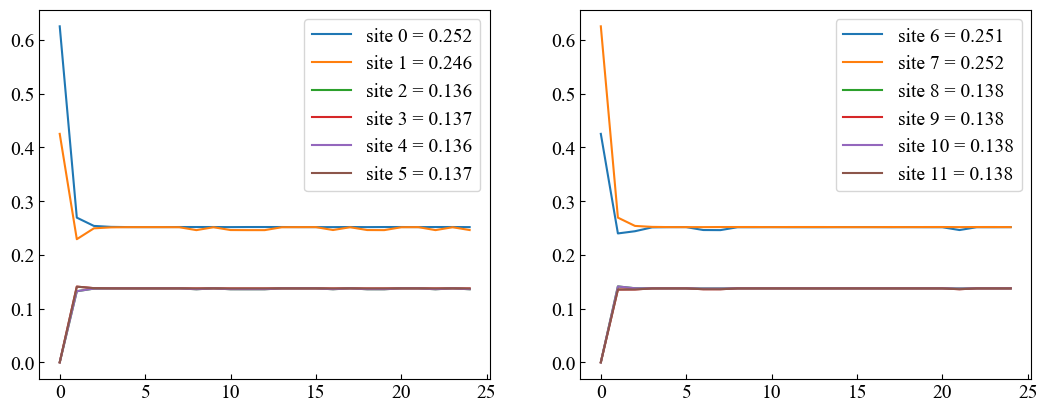 0.6
0.5
0.4
0.3
0.2
0.1
0.0
0 5 10 15 20 25
site 0 = 0.252
site 1 = 0.246
site 2 = 0.136
site 3 = 0.137
site 4 = 0.136
site 5 = 0.137
0.6
0.5
0.4
0.3
0.2
0.1
0.0
0 5 10 15 20 25
site 6 = 0.251
site 7 = 0.252
site 8 = 0.138
site 9 = 0.138
site 10 = 0.138
site 11 = 0.138